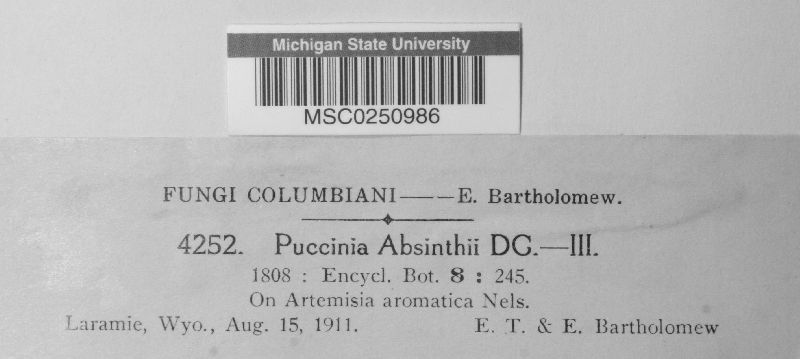 Michigan State University
MSC0250986
FUNGI COLUMBIANI——E. Bartholomew.
4252. Puccinia Absinthii DC.—III.
1808 : Encycl. Bot. 8 : 245.
On Artemisia aromatica Nels.
Laramie, Wyo., Aug. 15, 1911. E. T. & E. Bartholomew